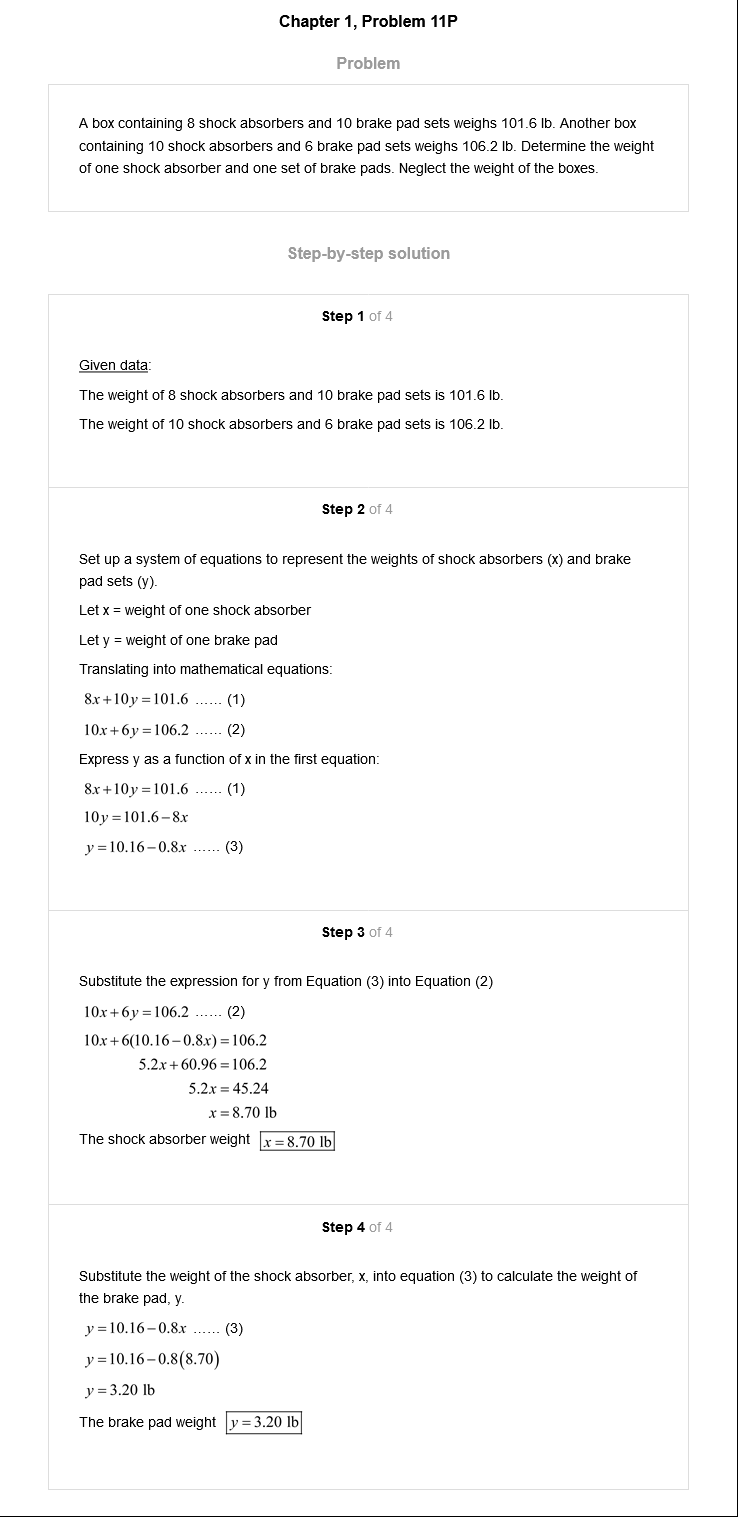 Chapter 1, Problem 11P
Problem
A box containing 8 shock absorbers and 10 brake pad sets weighs 101.6 lb. Another box
containing 10 shock absorbers and 6 brake pad sets weighs 106.2 lb. Determine the weight
of one shock absorber and one set of brake pads. Neglect the weight of the boxes.
Step-by-step solution
Step 1 of 4
Given data:
The weight of 8 shock absorbers and 10 brake pad sets is 101.6 lb.
The weight of 10 shock absorbers and 6 brake pad sets is 106.2 lb.
Step 2 of 4
Set up a system of equations to represent the weights of shock absorbers (x) and brake
pad sets (y).
Let x = weight of one shock absorber
Let y = weight of one brake pad
Translating into mathematical equations:
8x+10y=101.6 …… (1)
10x+6y=106.2 …… (2)
Express y as a function of x in the first equation:
8x+10y=101.6 …… (1)
10y=101.6−8x
y=10.16−0.8x …… (3)
Step 3 of 4
Substitute the expression for y from Equation (3) into Equation (2)
10x+6y=106.2 …… (2)
10x+6(10.16−0.8x)=106.2
5.2x+60.96=106.2
5.2x=45.24
x=8.70 lb
The shock absorber weight x=8.70 lb
Step 4 of 4
Substitute the weight of the shock absorber, x, into equation (3) to calculate the weight of
the brake pad, y.
y=10.16−0.8x …… (3)
y=10.16−0.8(8.70)
y=3.20 lb
The brake pad weight y=3.20 lb